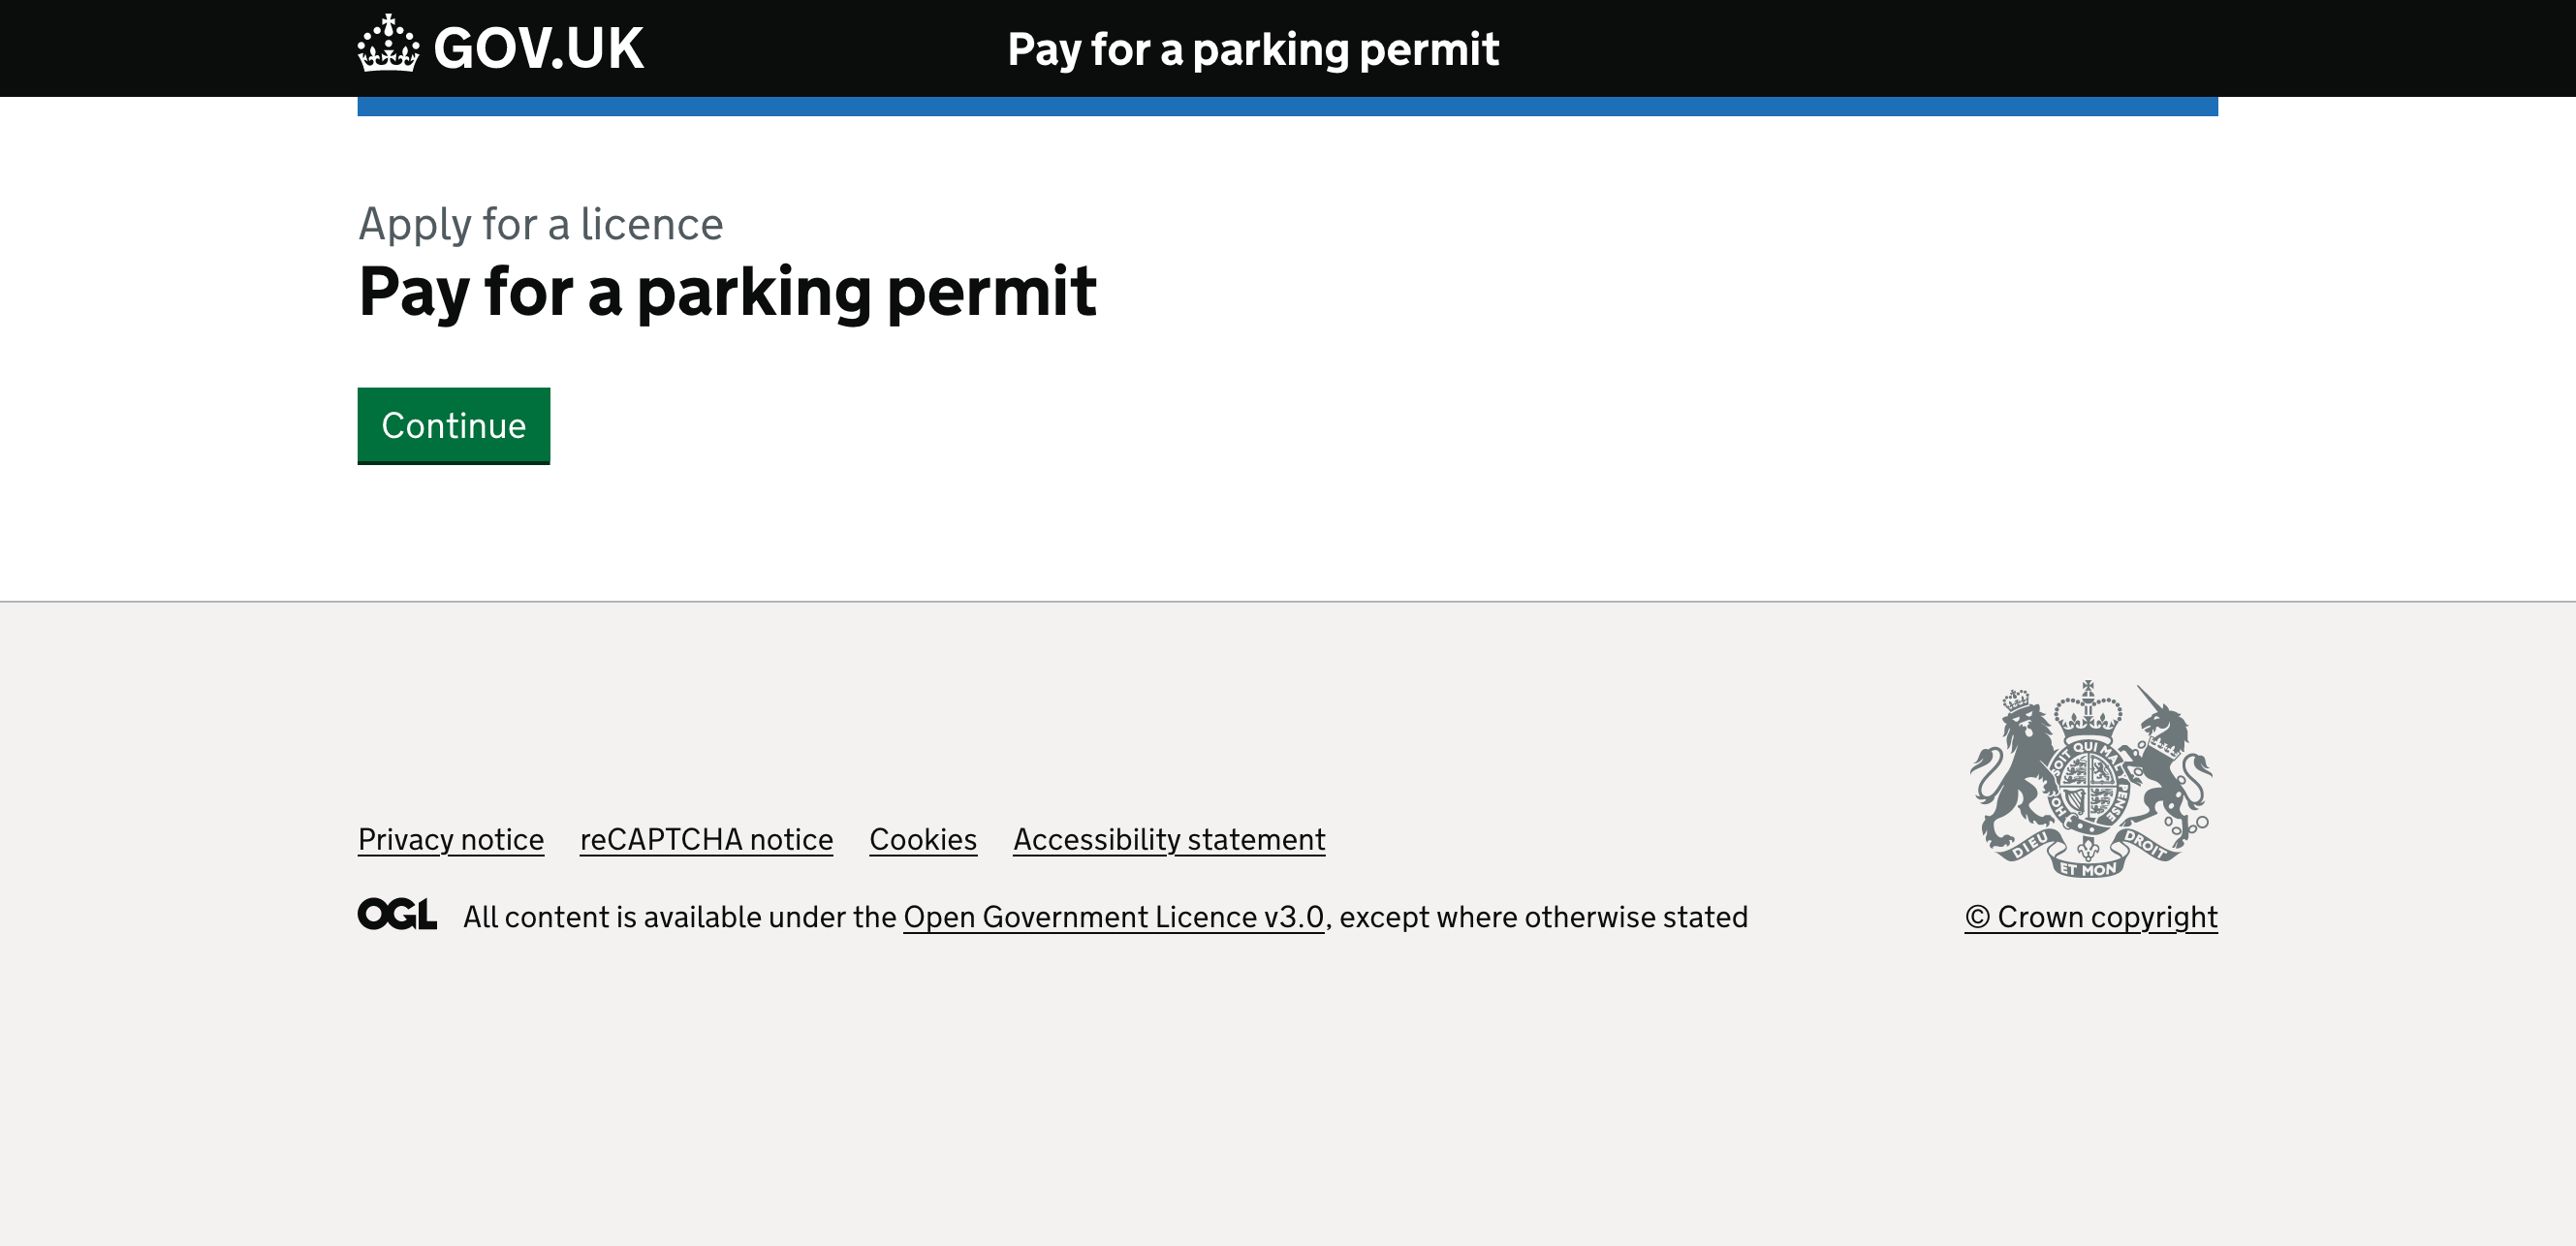 GOV.UK
Pay for a parking permit
Apply for a licence
Pay for a parking permit
Continue
Privacy notice
reCAPTCHA notice
Cookies
Accessibility statement
OGL
All content is available under the Open Government Licence v3.0, except where otherwise stated
SOIT QUI MAL
PENSE
DIEU
ET MON
DROIT
© Crown copyright